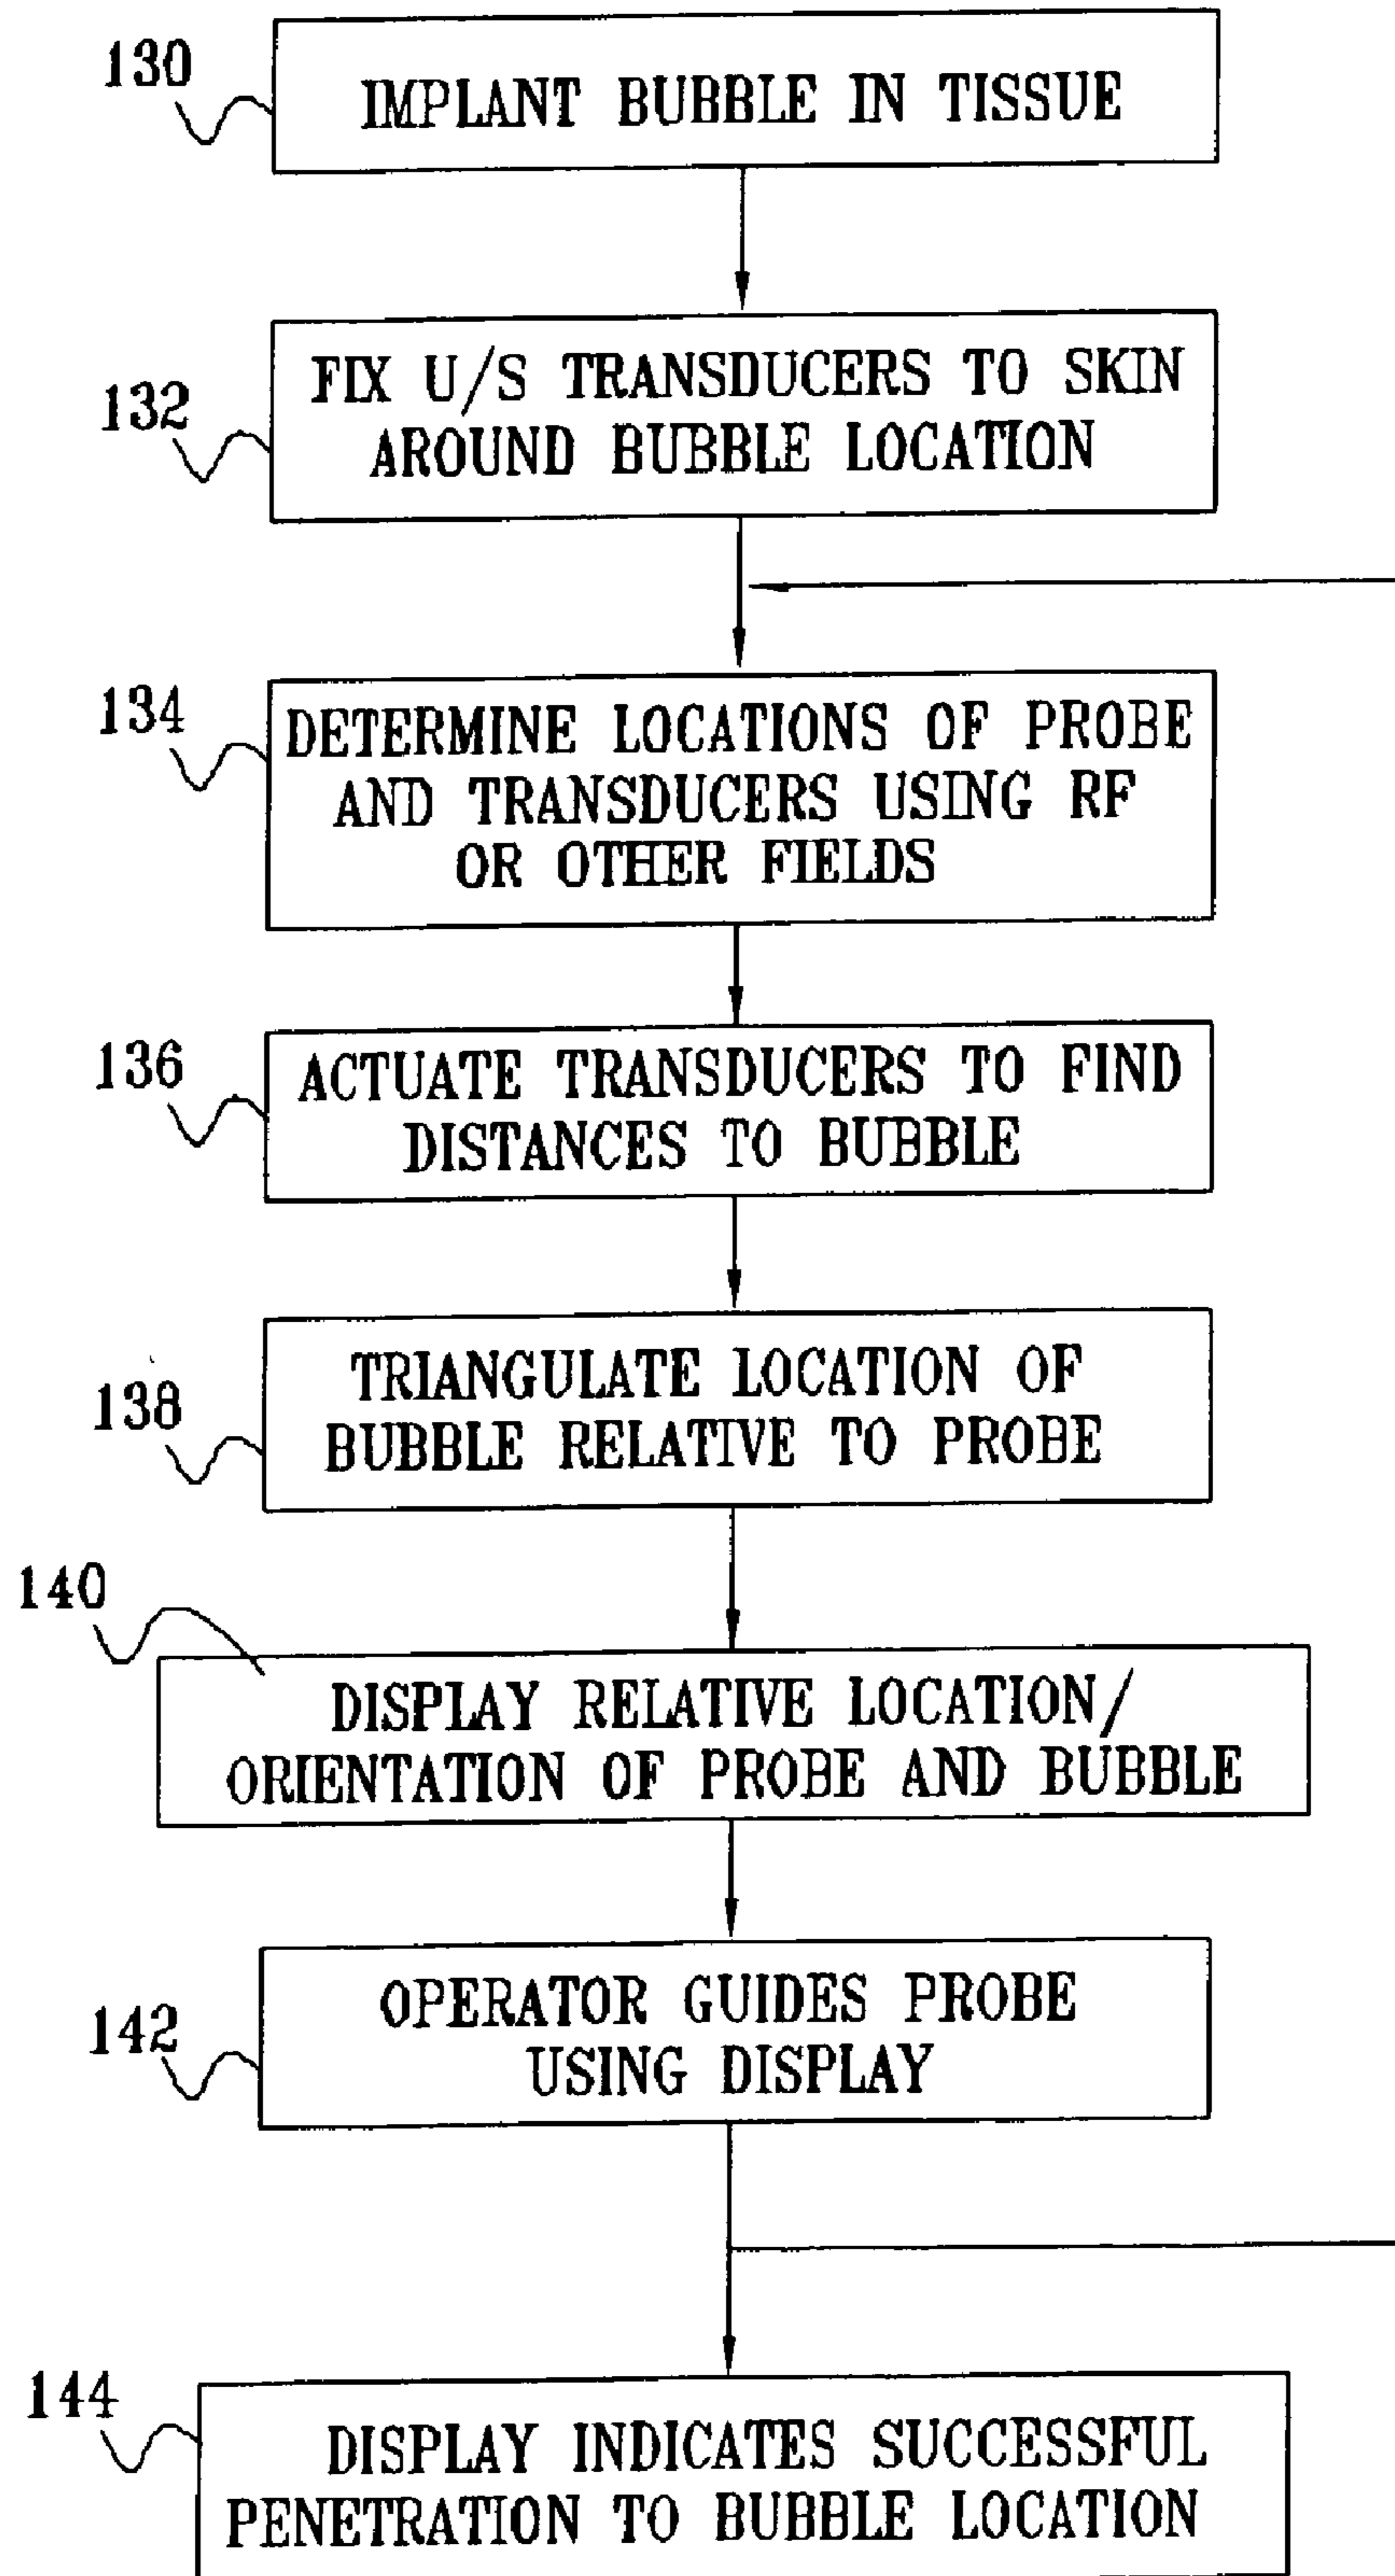 130
IMPLANT BUBBLE IN TISSUE
132
FIX U/S TRANSDUCERS TO SKIN
AROUND BUBBLE LOCATION
134
DETERMINE LOCATIONS OF PROBE
AND TRANSDUCERS USING RF
OR OTHER FIELDS
136
ACTUATE TRANSDUCERS TO FIND
DISTANCES TO BUBBLE
138
TRIANGULATE LOCATION OF
BUBBLE RELATIVE TO PROBE
140
DISPLAY RELATIVE LOCATION/
ORIENTATION OF PROBE AND BUBBLE
142
OPERATOR GUIDES PROBE
USING DISPLAY
144
DISPLAY INDICATES SUCCESSFUL
PENETRATION TO BUBBLE LOCATION